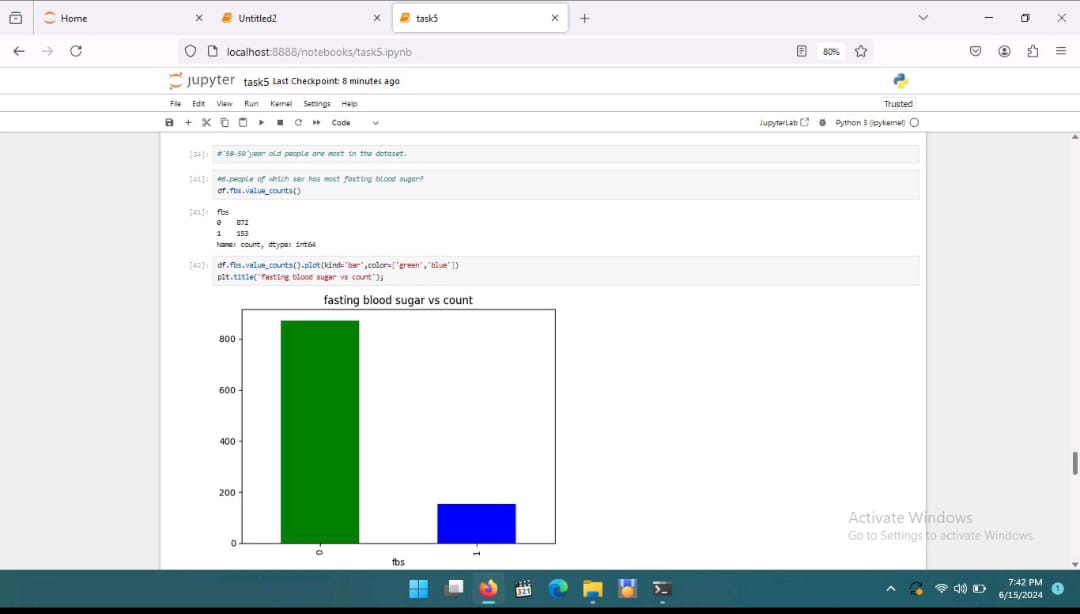 Home
Untitled2
task5
localhost:8888/notebooks/task5.ipynb
80%
jupyter task5 Last Checkpoint: 8 minutes ago
File Edit View Run Kernel Settings Help
Trusted
Code
JupyterLab
Python 3 (ipykernel)
[34]: #'58-59'year old people are most in the dataset.
[41]: #6.people of which sex has most fasting blood sugar?
df.fbs.value_counts()
[41]: fbs
0 872
1 153
Name: count, dtype: int64
[42]: df.fbs.value_counts().plot(kind='bar',color=['green','blue'])
plt.title('fasting blood sugar vs count');
fasting blood sugar vs count
800
600
400
200
0
0
1
fbs
Activate Windows
Go to Settings to activate Windows.
321
7:42 PM
6/15/2024
1